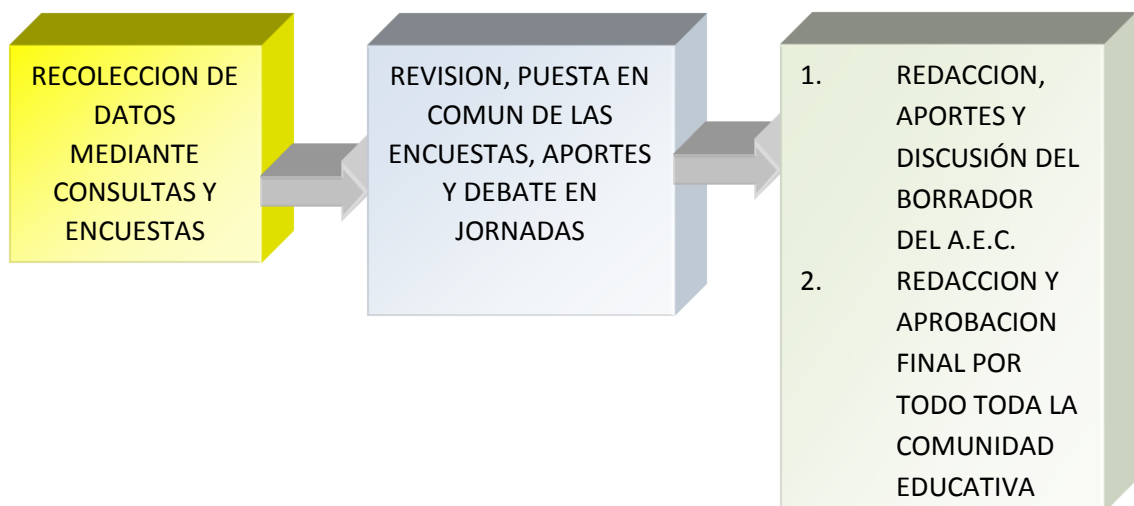 RECOLECCION DE
DATOS
MEDIANTE
CONSULTAS Y
ENCUESTAS
REVISION, PUESTA EN
COMUN DE LAS
ENCUESTAS, APORTES
Y DEBATE EN
JORNADAS
1. REDACCION,
APORTES Y
DISCUSIÓN DEL
BORRADOR
DEL A.E.C.
2. REDACCION Y
APROBACION
FINAL POR
TODO TODA LA
COMUNIDAD
EDUCATIVA